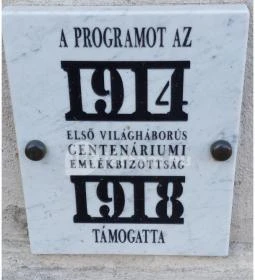 A PROGRAMOT AZ
1914
ELSŐ VILÁGHÁBORÚS
CENTENÁRIUMI
EMLÉKBIZOTTSÁG
1918
TÁMOGATTA